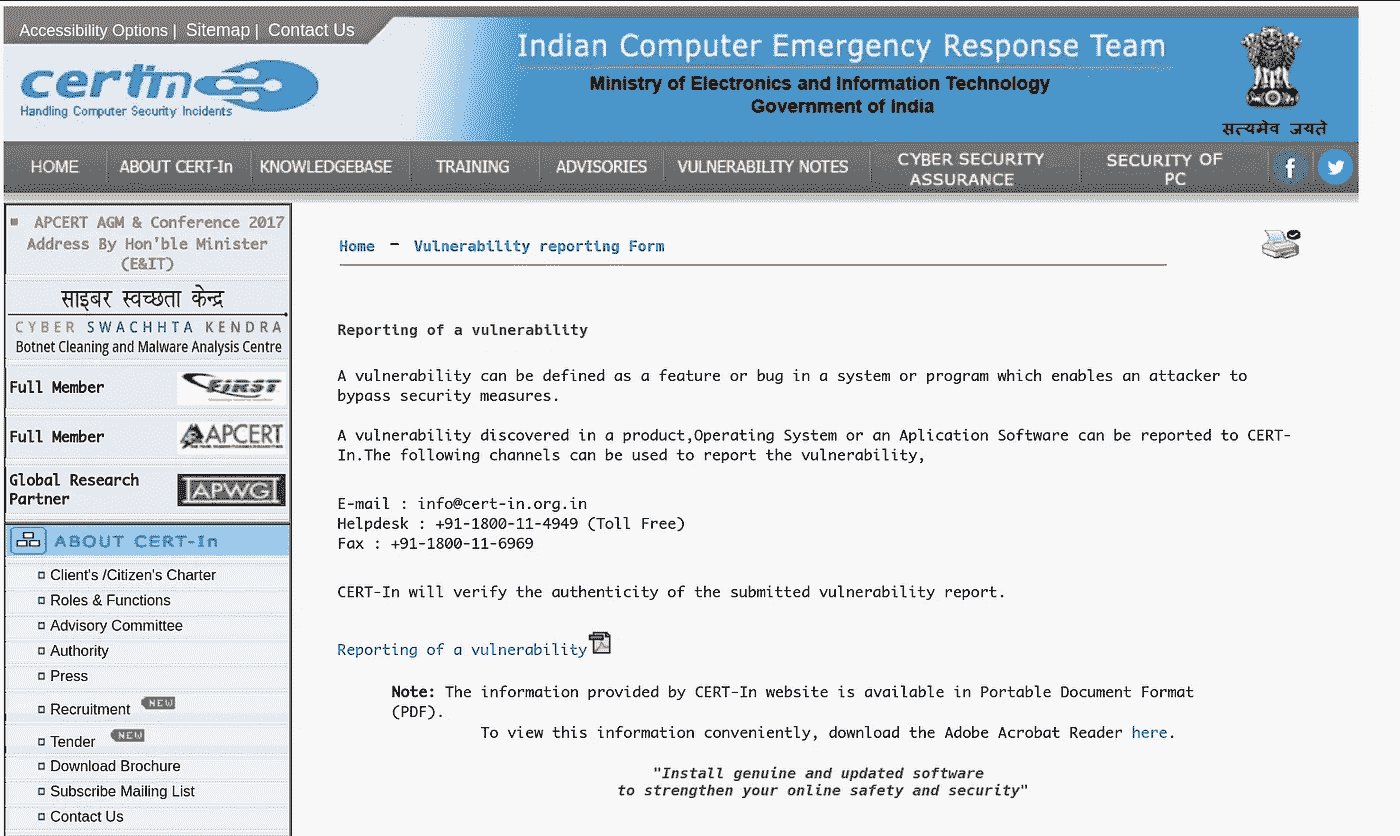 Accessibility Options | Sitemap | Contact Us
certin
Handling Computer Security Incidents
Indian Computer Emergency Response Team
Ministry of Electronics and Information Technology
Government of India
सत्यमेव जयते
HOME
ABOUT CERT-In
KNOWLEDGEBASE
TRAINING
ADVISORIES
VULNERABILITY NOTES
CYBER SECURITY
ASSURANCE
SECURITY OF
PC
APCERT AGM & Conference 2017
Address By Hon'ble Minister
(E&IT)
साइबर स्वच्छता केन्द्र
CYBER SWACHHTA KENDRA
Botnet Cleaning and Malware Analysis Centre
Full Member
FIRST
Full Member
APCERT
Global Research
Partner
APWG
ABOUT CERT-In
Client's /Citizen's Charter
Roles & Functions
Advisory Committee
Authority
Press
Recruitment NEW
Tender NEW
Download Brochure
Subscribe Mailing List
Contact Us
Home - Vulnerability reporting Form
Reporting of a vulnerability
A vulnerability can be defined as a feature or bug in a system or program which enables an attacker to
bypass security measures.
A vulnerability discovered in a product,Operating System or an Aplication Software can be reported to CERT-
In.The following channels can be used to report the vulnerability,
E-mail : info@cert-in.org.in
Helpdesk : +91-1800-11-4949 (Toll Free)
Fax : +91-1800-11-6969
CERT-In will verify the authenticity of the submitted vulnerability report.
Reporting of a vulnerability
Note: The information provided by CERT-In website is available in Portable Document Format
(PDF).
To view this information conveniently, download the Adobe Acrobat Reader here.
"Install genuine and updated software
to strengthen your online safety and security"